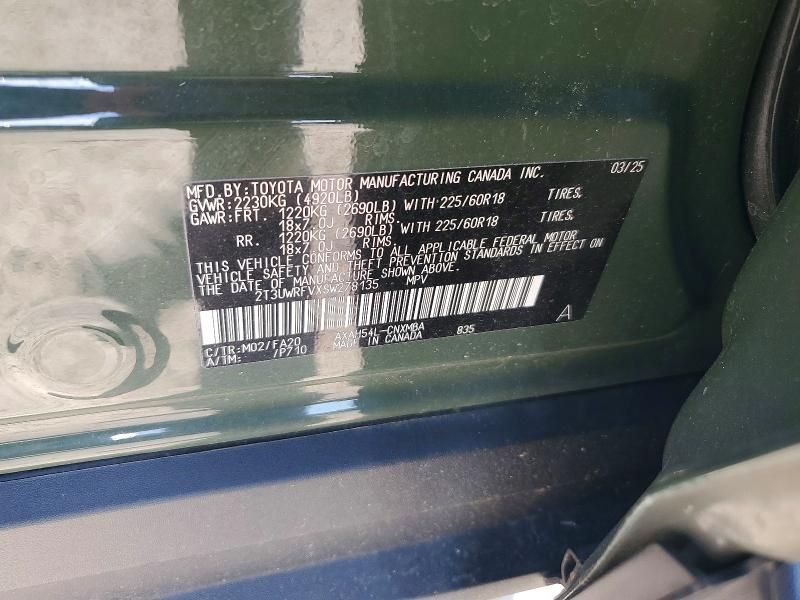 MFD.BY:TOYOTA MOTOR MANUFACTURING CANADA INC. 03/25
GVWR:2230KG (4920LB)
GAWR:FRT. 1220KG (2690LB) WITH 225/60R18 TIRES,
18x7.0J RIMS.
RR. 1220KG (2690LB) WITH 225/60R18 TIRES,
18x7.0J RIMS.
THIS VEHICLE CONFORMS TO ALL APPLICABLE FEDERAL MOTOR
VEHICLE SAFETY AND THEFT PREVENTION STANDARDS IN EFFECT ON
THE DATE OF MANUFACTURE SHOWN ABOVE.
2T3UWRFVXSW278135 MPV
C/TR:M02/FA20 AXAH54L-CNXMBA 835 A
A/TM: /P710 MADE IN CANADA